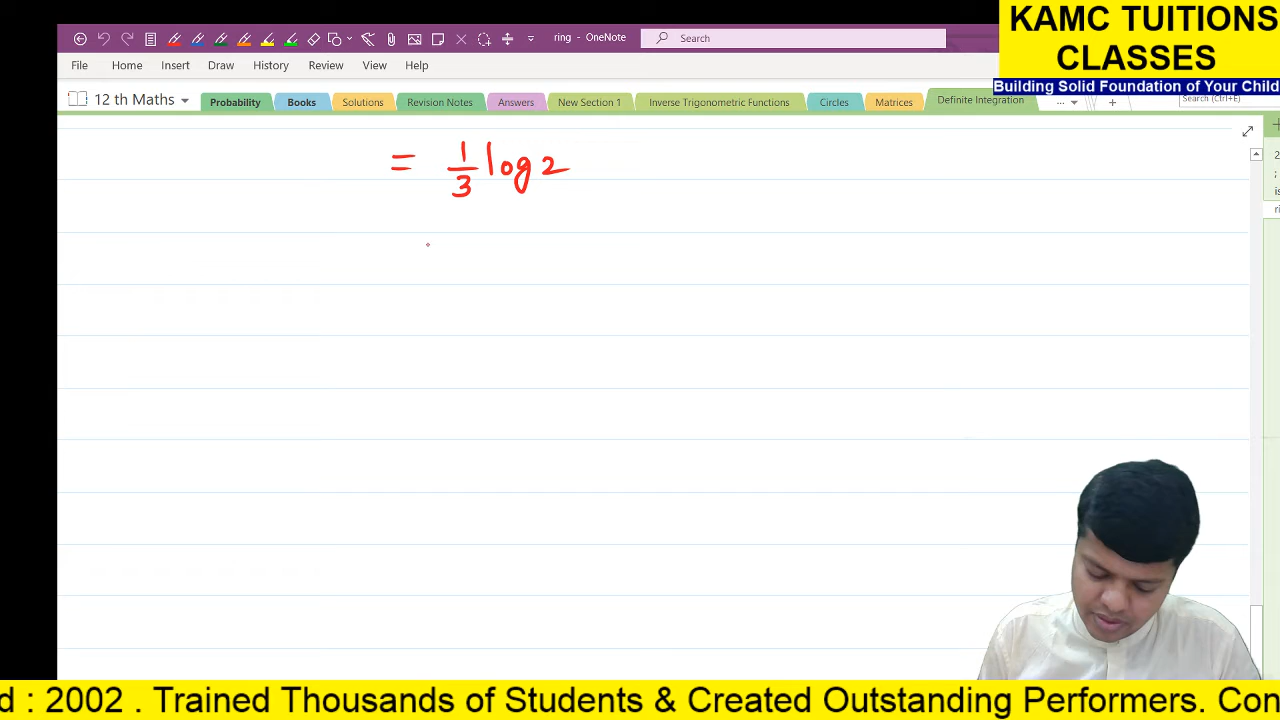 KAMC TUITIONS
CLASSES
Building Solid Foundation of Your Child
ring - OneNote
Search
File Home Insert Draw History Review View Help
12 th Maths Probability Books Solutions Revision Notes Answers New Section 1 Inverse Trigonometric Functions Circles Matrices Definite Integration ... +
Search (Ctrl+E)
= 1/3 log 2
d : 2002 . Trained Thousands of Students & Created Outstanding Performers. Con